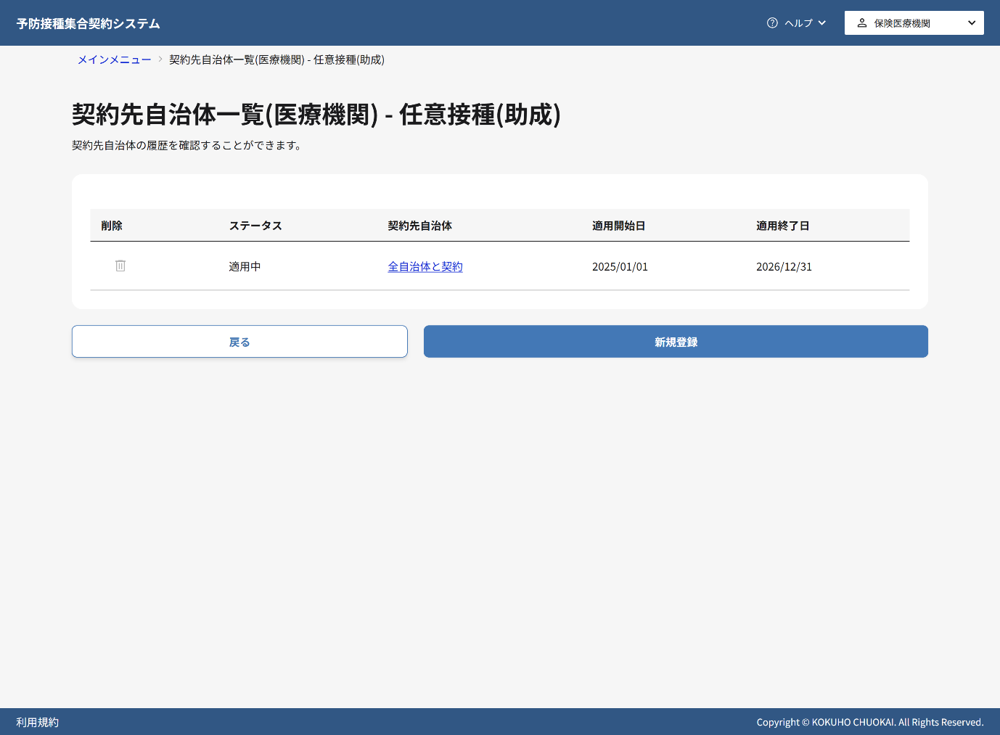 予防接種集合契約システム
ヘルプ
保険医療機関
メインメニュー > 契約先自治体一覧(医療機関) - 任意接種(助成)
契約先自治体一覧(医療機関) - 任意接種(助成)
契約先自治体の履歴を確認することができます。
削除 ステータス 契約先自治体 適用開始日 適用終了日
適用中 全自治体と契約 2025/01/01 2026/12/31
戻る
新規登録
利用規約
Copyright © KOKUHO CHUOKAI. All Rights Reserved.